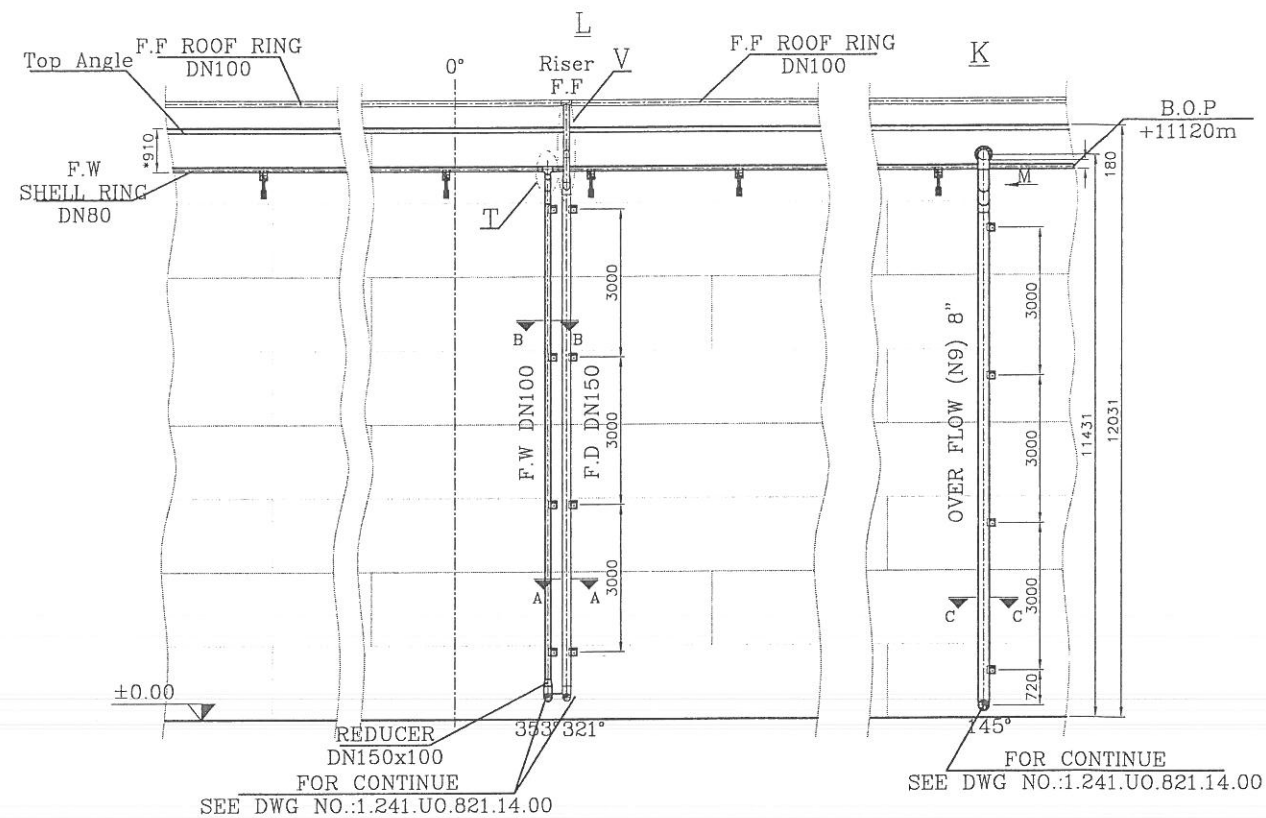 L
F.F ROOF RING
DN100
Top Angle
0°
Riser
F.F
V
F.F ROOF RING
DN100
K
B.O.P
+11120m
*910
F.W
SHELL RING
DN80
T
M
180
3000
3000
3000
B
B
F.W DN100
F.D DN150
A
A
OVER FLOW (N9) 8"
3000
3000
3000
720
11431
12031
C
C
±0.00
353°
321°
145°
REDUCER
DN150x100
FOR CONTINUE
SEE DWG NO.:1.241.U0.821.14.00
FOR CONTINUE
SEE DWG NO.:1.241.U0.821.14.00